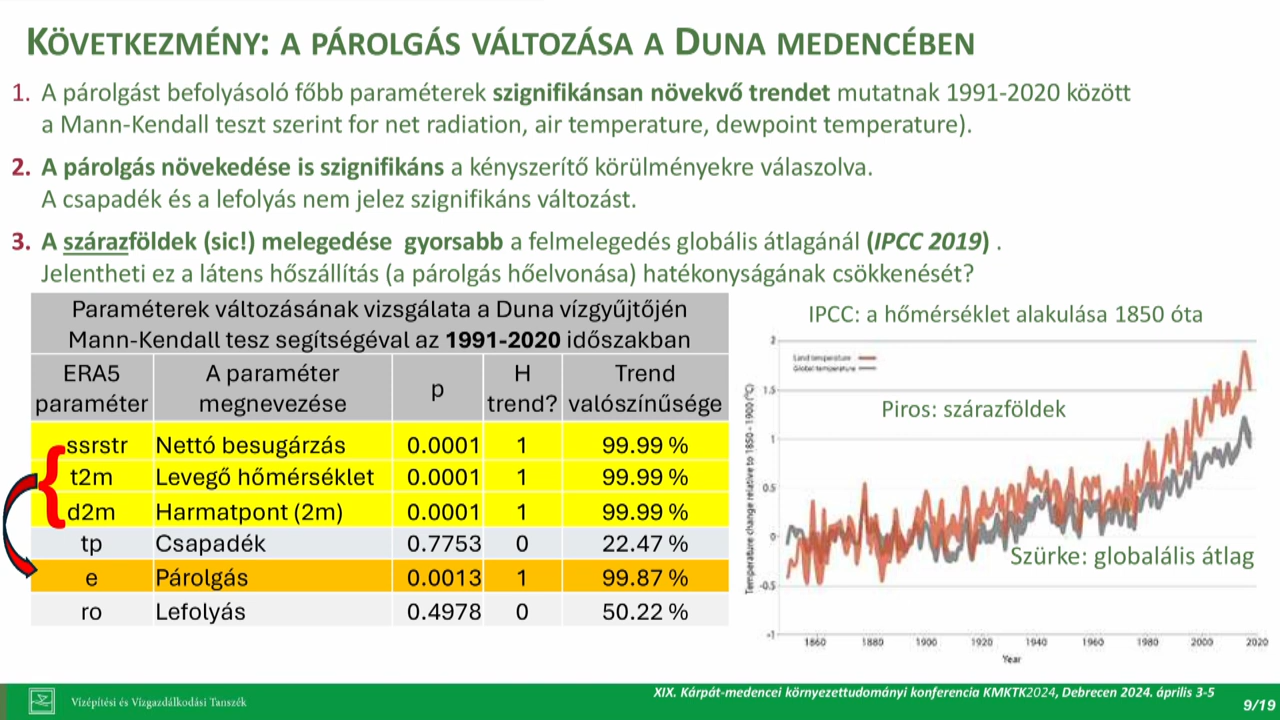 KÖVETKEZMÉNY: A PÁROLGÁS VÁLTOZÁSA A DUNA MEDENCÉBEN
1. A párolgást befolyásoló főbb paraméterek szignifikánsan növekvő trendet mutatnak 1991-2020 között
a Mann-Kendall teszt szerint for net radiation, air temperature, dewpoint temperature).
2. A párolgás növekedése is szignifikáns a kényszerítő körülményekre válaszolva.
A csapadék és a lefolyás nem jelez szignifikáns változást.
3. A szárazföldek (sic!) melegedése gyorsabb a felmelegedés globális átlagánál (IPCC 2019) .
Jelentheti ez a látens hőszállítás (a párolgás hőelvonása) hatékonyságának csökkenését?
Paraméterek változásának vizsgálata a Duna vízgyűjtőjén
Mann-Kendall tesz segítségéval az 1991-2020 időszakban
ERA5 paraméter A paraméter megnevezése p H trend? Trend valószínűsége
ssrstr Nettó besugárzás 0.0001 1 99.99 %
t2m Levegő hőmérséklet 0.0001 1 99.99 %
d2m Harmatpont (2m) 0.0001 1 99.99 %
tp Csapadék 0.7753 0 22.47 %
e Párolgás 0.0013 1 99.87 %
ro Lefolyás 0.4978 0 50.22 %
IPCC: a hőmérséklet alakulása 1850 óta
Land temperature
Global temperature
Piros: szárazföldek
Szürke: globalális átlag
Temperature change relative to 1850 - 1900 (°C)
2
1.5
1
0.5
0
-0.5
-1
1860 1880 1900 1920 1940 1960 1980 2000 2020
Year
Vízépítési és Vízgazdálkodási Tanszék
XIX. Kárpát-medencei környezettudományi konferencia KMKTK2024, Debrecen 2024. április 3-5
9/19